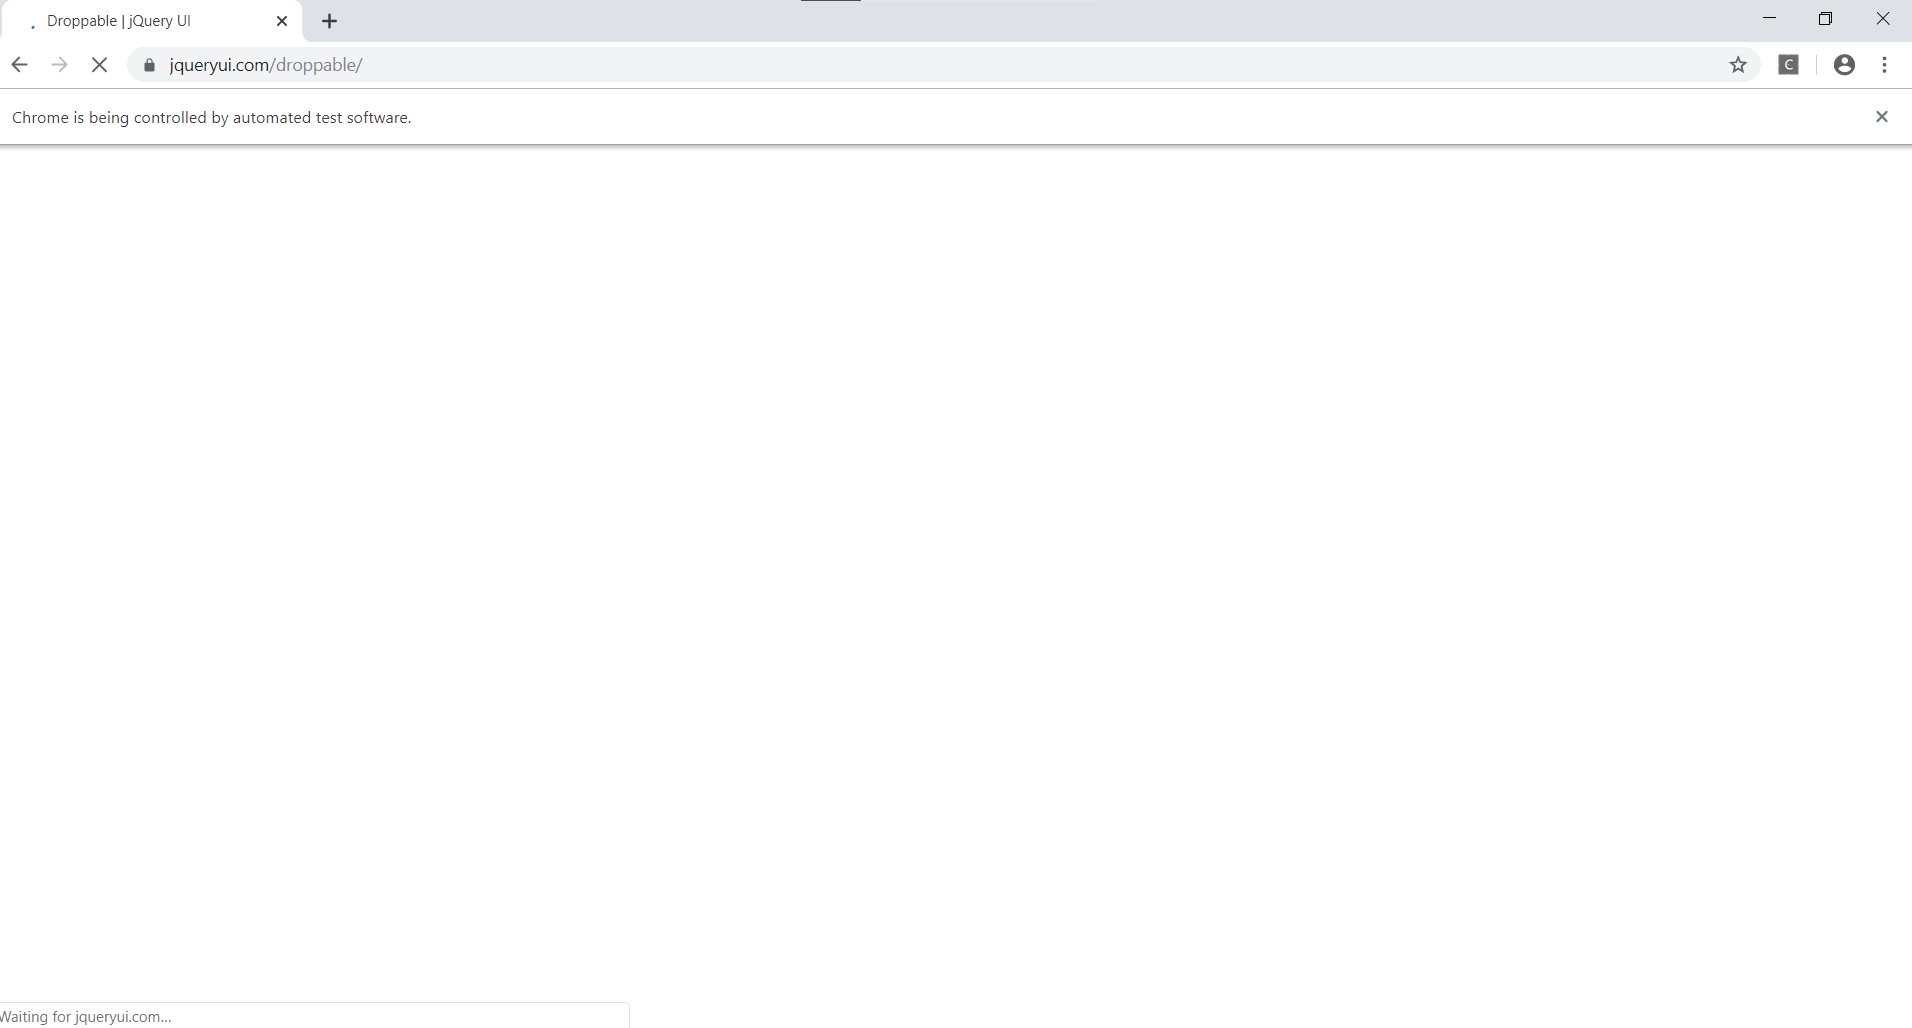 Droppable | jQuery UI
jqueryui.com/droppable/
C
Chrome is being controlled by automated test software.
Waiting for jqueryui.com...